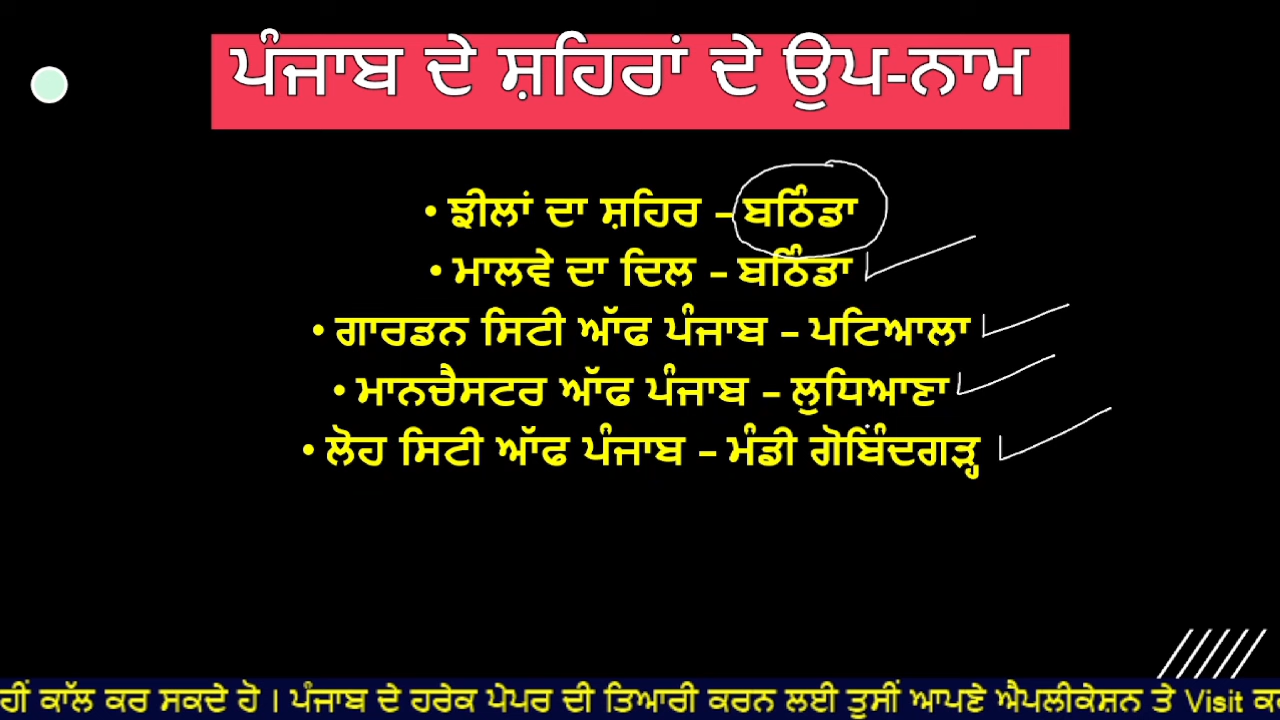 ਪੰਜਾਬ ਦੇ ਸ਼ਹਿਰਾਂ ਦੇ ਉਪ-ਨਾਮ
• ਝੀਲਾਂ ਦਾ ਸ਼ਹਿਰ – ਬਠਿੰਡਾ
• ਮਾਲਵੇ ਦਾ ਦਿਲ – ਬਠਿੰਡਾ
• ਗਾਰਡਨ ਸਿਟੀ ਆੱਫ ਪੰਜਾਬ – ਪਟਿਆਲਾ
• ਮਾਨਚੈਸਟਰ ਆੱਫ ਪੰਜਾਬ – ਲੁਧਿਆਣਾ
• ਲੋਹ ਸਿਟੀ ਆੱਫ ਪੰਜਾਬ – ਮੰਡੀ ਗੋਬਿੰਦਗੜ੍ਹ
ਕਾੱਲ ਕਰ ਸਕਦੇ ਹੋ । ਪੰਜਾਬ ਦੇ ਹਰੇਕ ਪੇਪਰ ਦੀ ਤਿਆਰੀ ਕਰਨ ਲਈ ਤੁਸੀਂ ਆਪਣੇ ਐਪਲੀਕੇਸ਼ਨ ਤੇ Visit